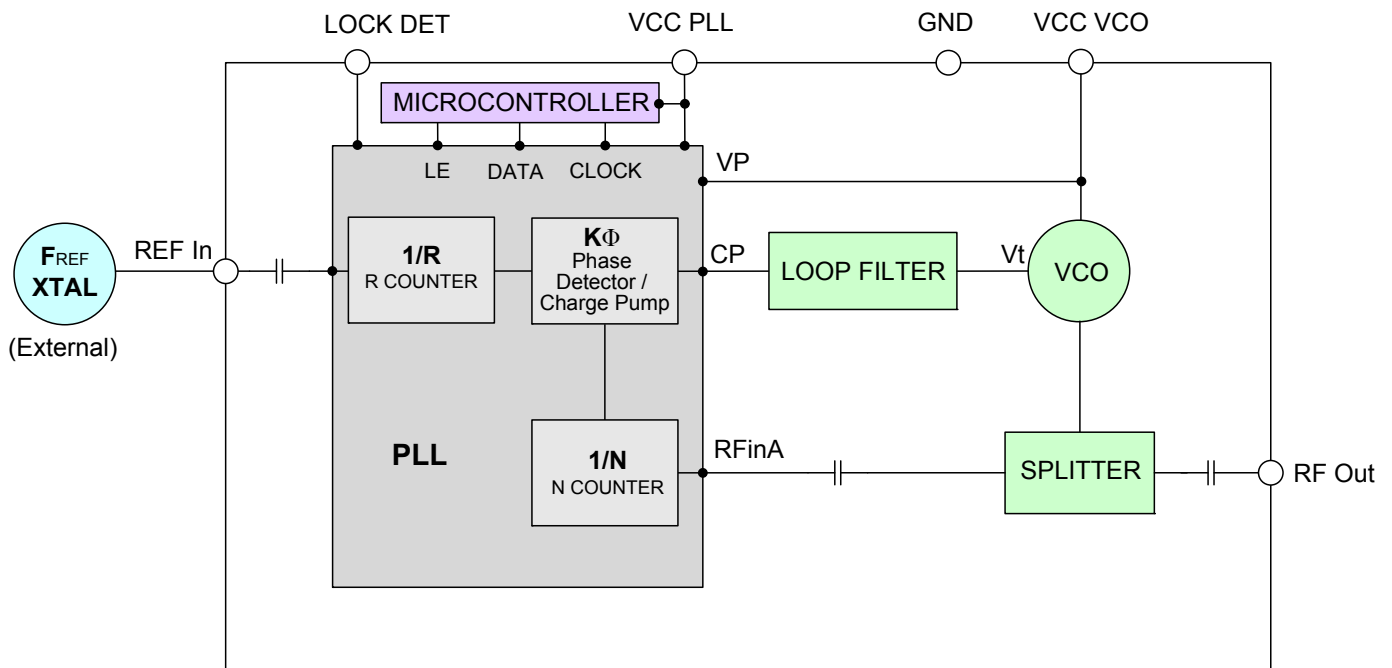 LOCK DET
VCC PLL
GND
VCC VCO
MICROCONTROLLER
LE
DATA
CLOCK
VP
FREF
XTAL
(External)
REF In
1/R
R COUNTER
KΦ
Phase
Detector /
Charge Pump
CP
LOOP FILTER
Vt
VCO
PLL
1/N
N COUNTER
RFinA
SPLITTER
RF Out